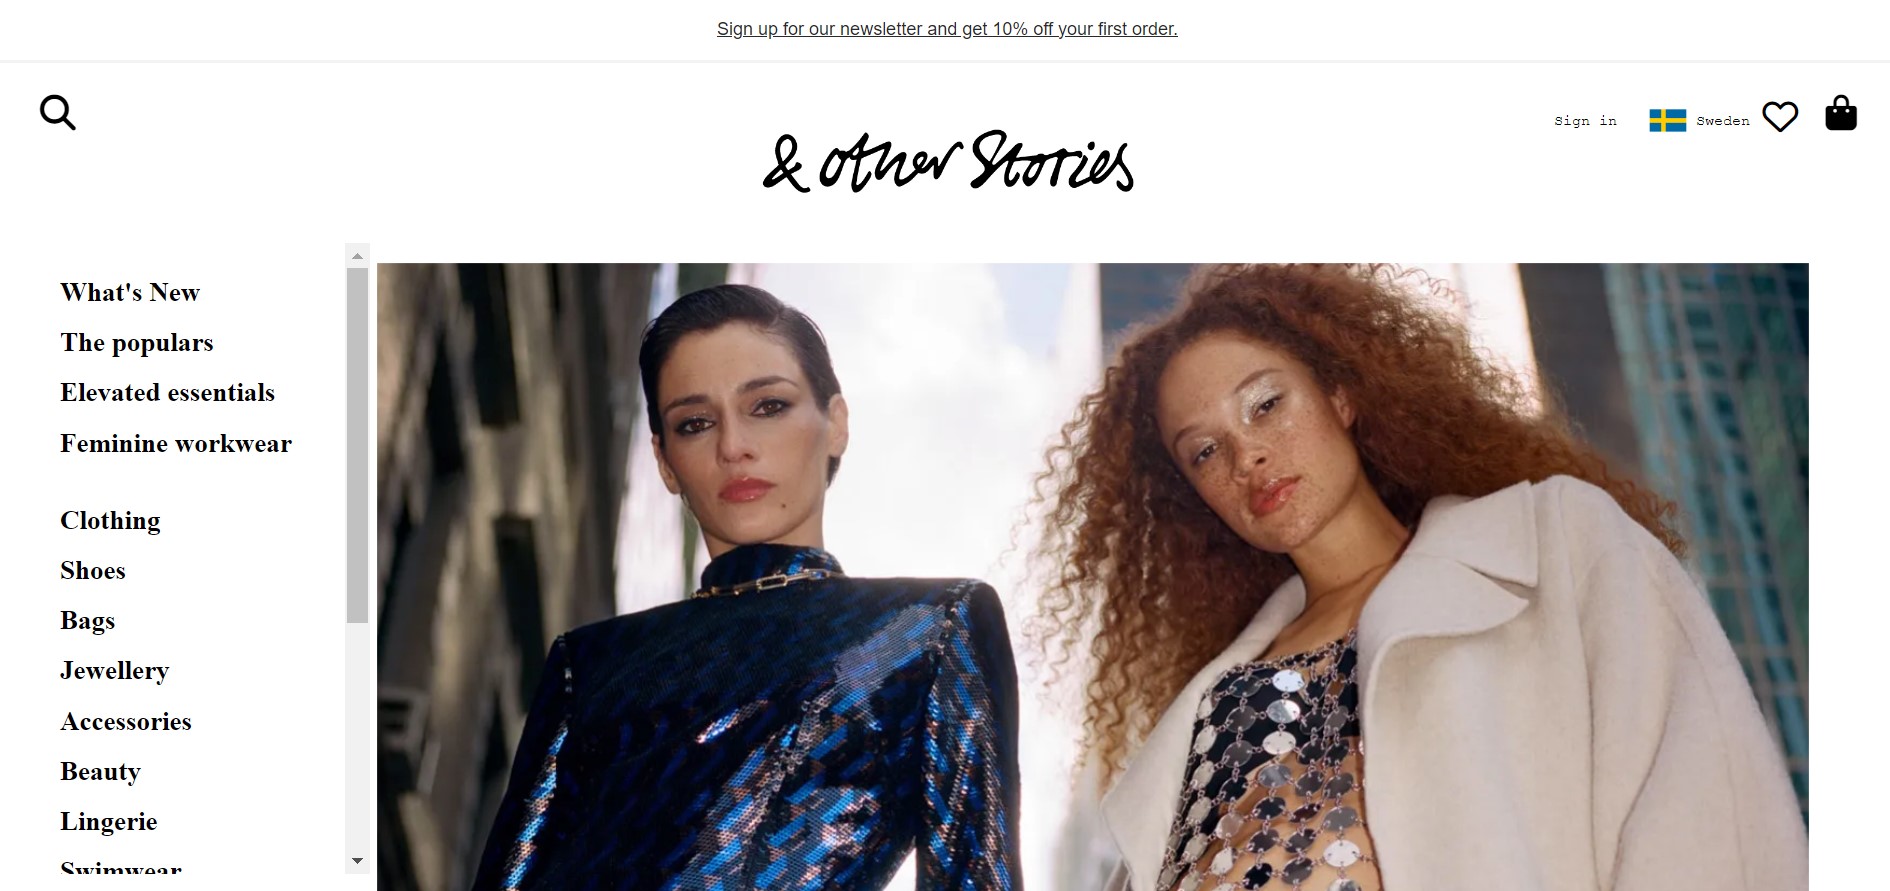 Sign up for our newsletter and get 10% off your first order.
Sign in
Sweden
& other Stories
What's New
The populars
Elevated essentials
Feminine workwear
Clothing
Shoes
Bags
Jewellery
Accessories
Beauty
Lingerie
Swimwear